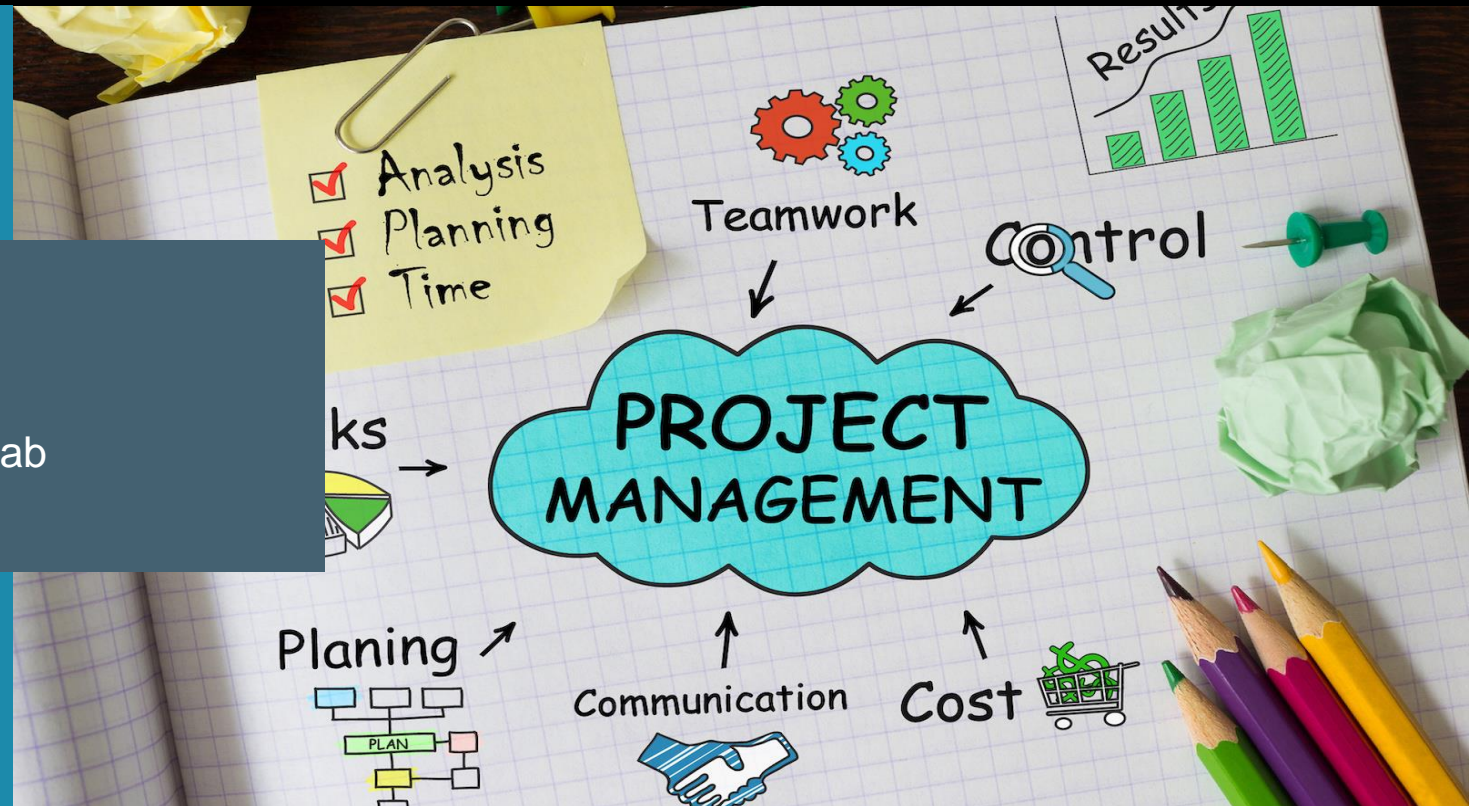 Results
Analysis
Planning
Time
Teamwork
Control
ks
ab
PROJECT
MANAGEMENT
Planing
PLAN
Communication
Cost